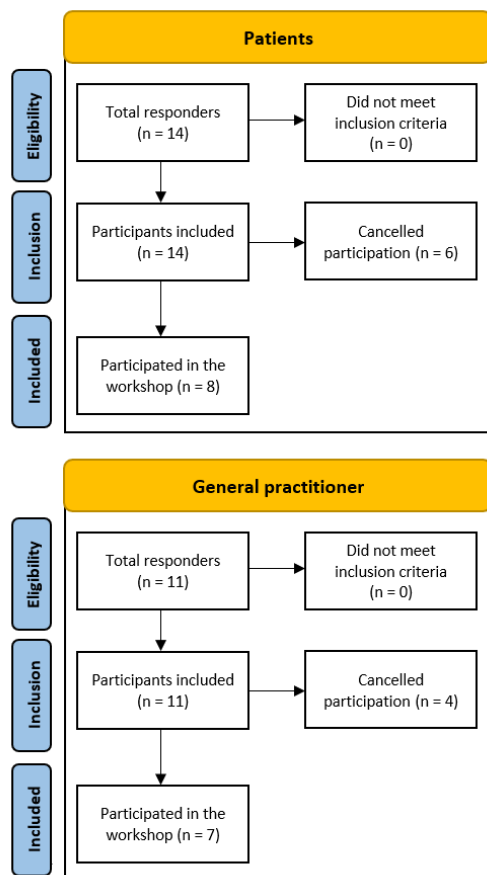 Patients
Eligibility
Total responders
(n = 14)
Did not meet
inclusion criteria
(n = 0)
Inclusion
Participants included
(n = 14)
Cancelled
participation (n = 6)
Included
Participated in the
workshop (n = 8)
General practitioner
Eligibility
Total responders
(n = 11)
Did not meet
inclusion criteria
(n = 0)
Inclusion
Participants included
(n = 11)
Cancelled
participation (n = 4)
Included
Participated in the
workshop (n = 7)